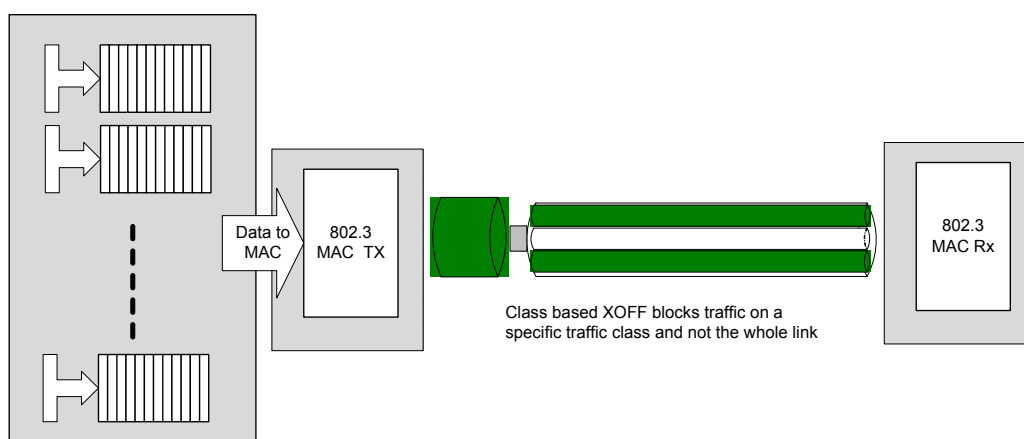 Data to
MAC
802.3
MAC TX
802.3
MAC Rx
Class based XOFF blocks traffic on a
specific traffic class and not the whole link